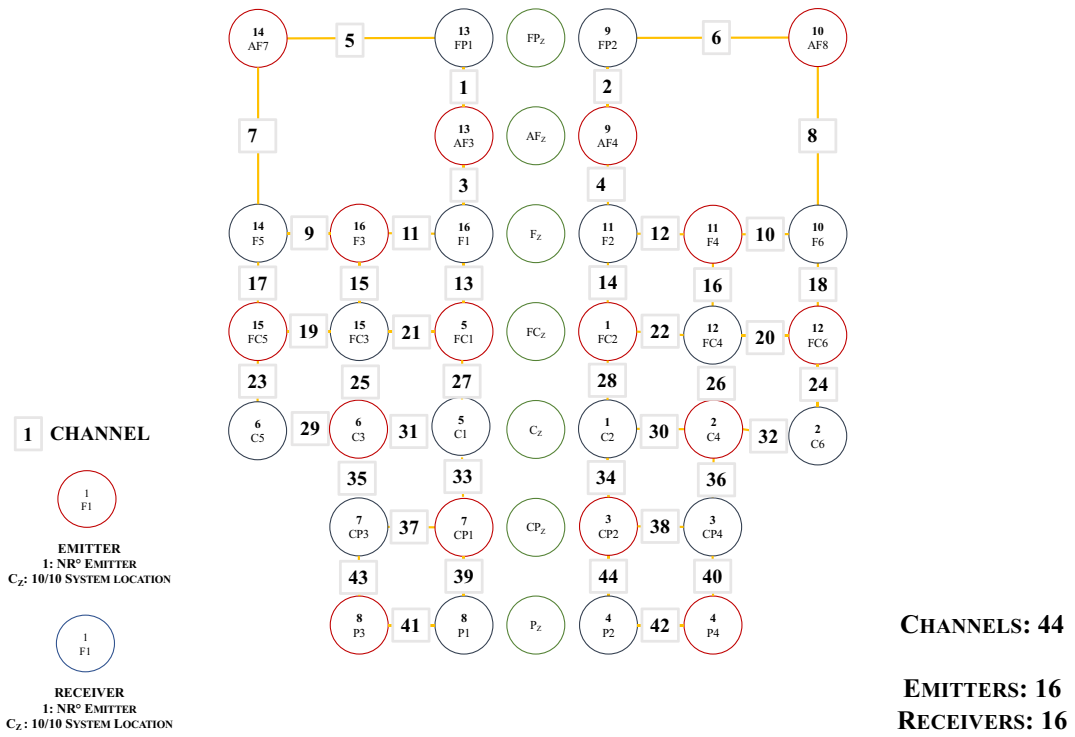 14
AF7
5
13
FP1
FPZ
9
FP2
6
10
AF8
1
2
7
13
AF3
AFZ
9
AF4
8
3
4
14
F5
9
16
F3
11
16
F1
FZ
11
F2
12
11
F4
10
10
F6
17
15
13
14
16
18
15
FC5
19
15
FC3
21
5
FC1
FCZ
1
FC2
22
12
FC4
20
12
FC6
23
25
27
28
26
24
6
C5
29
6
C3
31
5
C1
CZ
1
C2
30
2
C4
32
2
C6
35
33
34
36
7
CP3
37
7
CP1
CPZ
3
CP2
38
3
CP4
43
39
44
40
8
P3
41
8
P1
PZ
4
P2
42
4
P4
1 CHANNEL
1
F1
EMITTER
1: NR° EMITTER
CZ: 10/10 SYSTEM LOCATION
1
F1
RECEIVER
1: NR° EMITTER
CZ: 10/10 SYSTEM LOCATION
CHANNELS: 44
EMITTERS: 16
RECEIVERS: 16